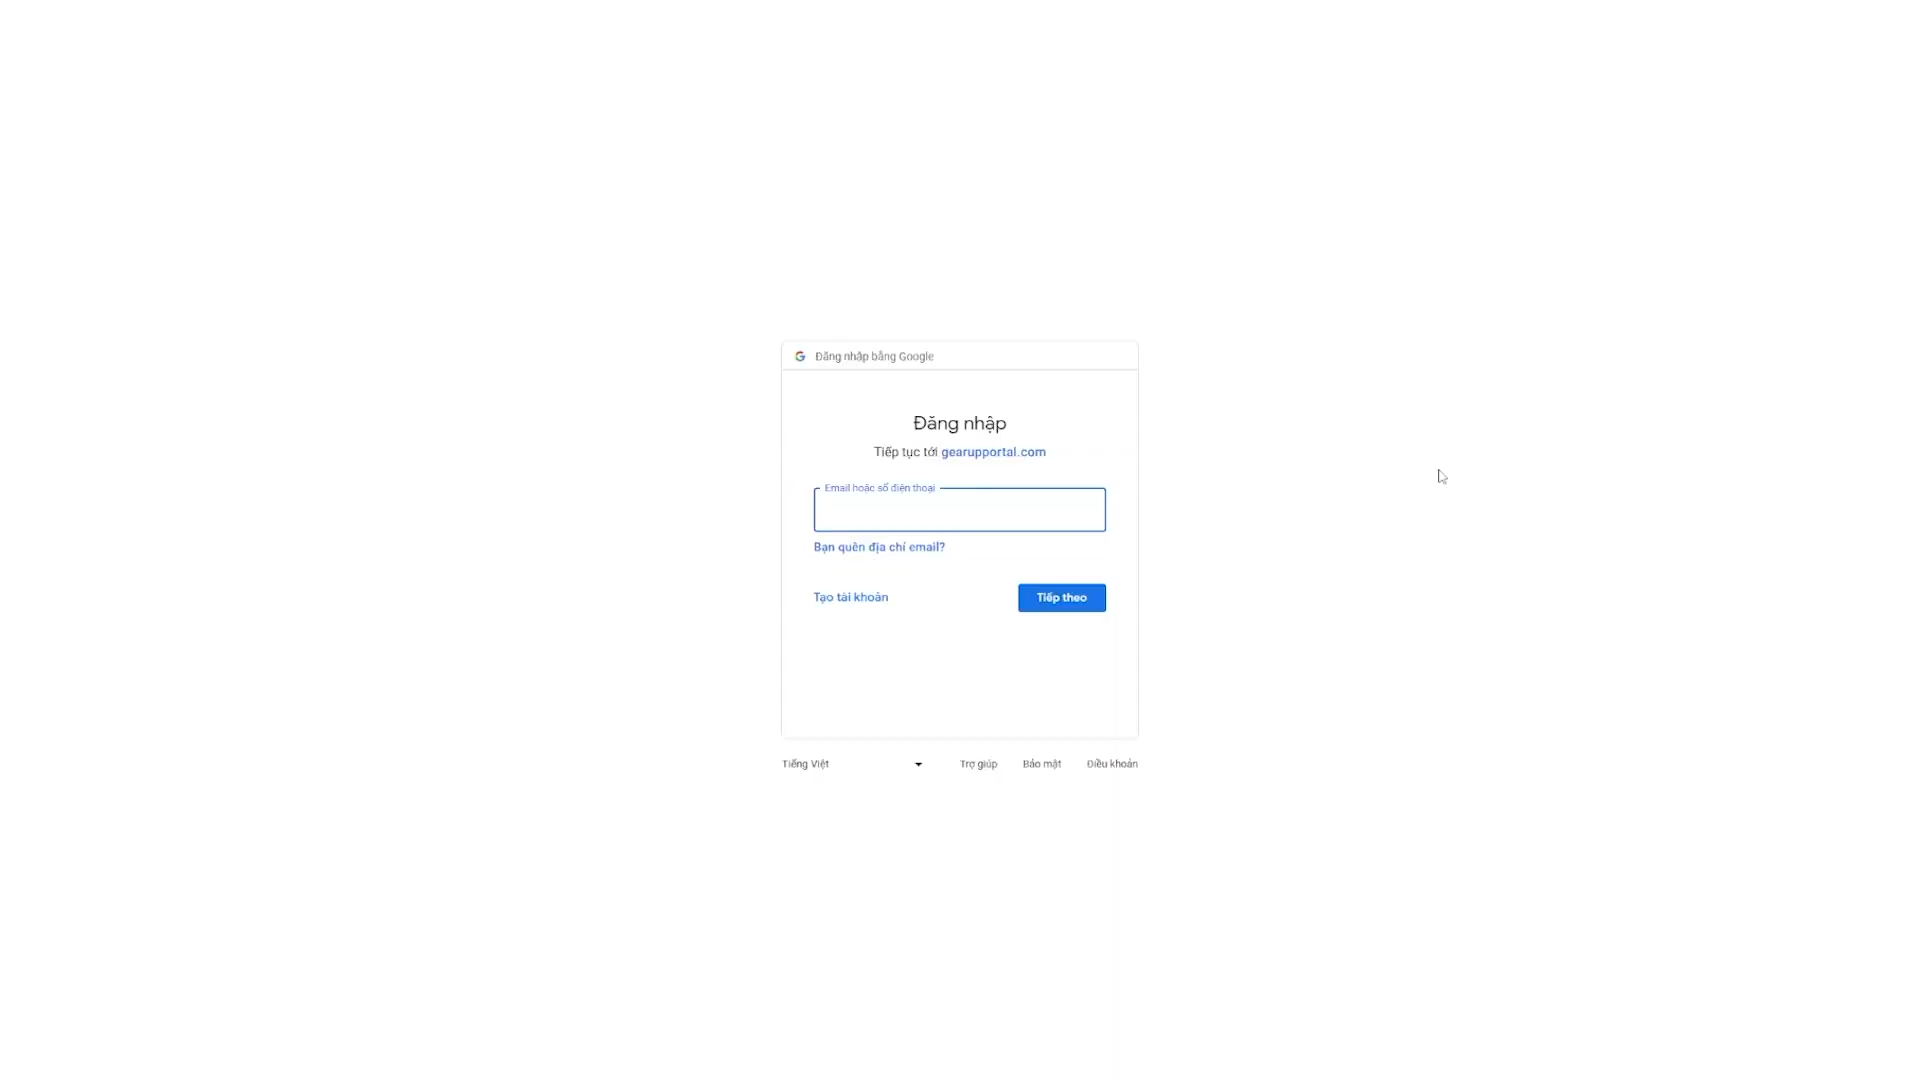 Đăng nhập bằng Google
Đăng nhập
Tiếp tục tới gearupportal.com
Email hoặc số điện thoại
Bạn quên địa chỉ email?
Tạo tài khoản
Tiếp theo
Tiếng Việt
Trợ giúp
Bảo mật
Điều khoản